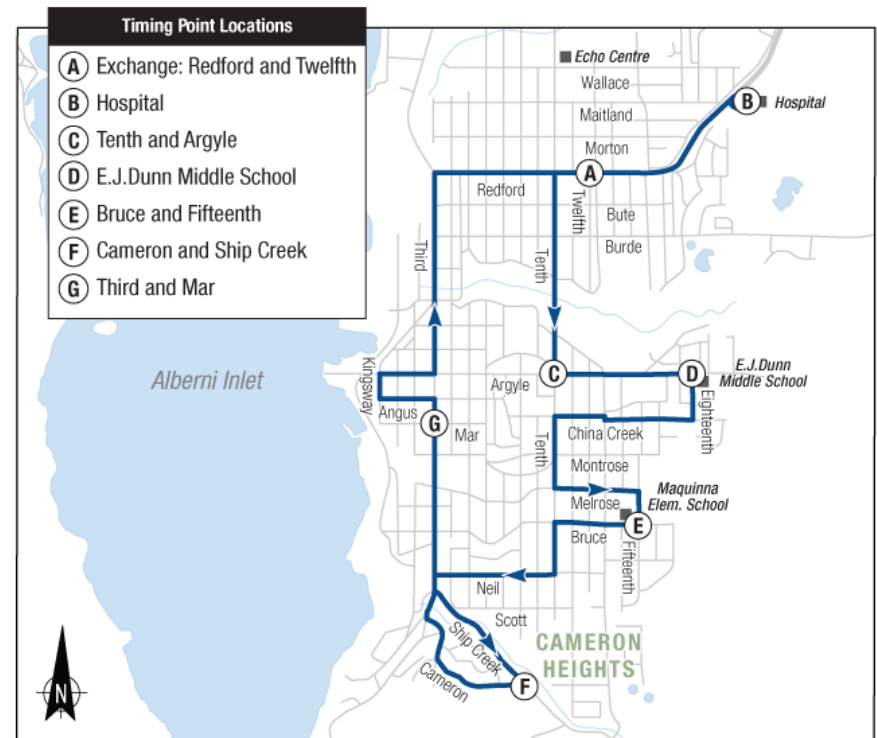 Timing Point Locations
A Exchange: Redford and Twelfth
B Hospital
C Tenth and Argyle
D E.J.Dunn Middle School
E Bruce and Fifteenth
F Cameron and Ship Creek
G Third and Mar
Echo Centre
Wallace
B
Hospital
Maitland
Morton
A
Redford
Twelfth
Bute
Burde
Third
Tenth
Alberni Inlet
Kingsway
Argyle
C
D
E.J.Dunn
Middle School
Eighteenth
Angus
G
Mar
Tenth
China Creek
Montrose
Maquinna
Elem. School
Melrose
E
Bruce
Fifteenth
Neil
Scott
Ship Creek
CAMERON
HEIGHTS
Cameron
F
N